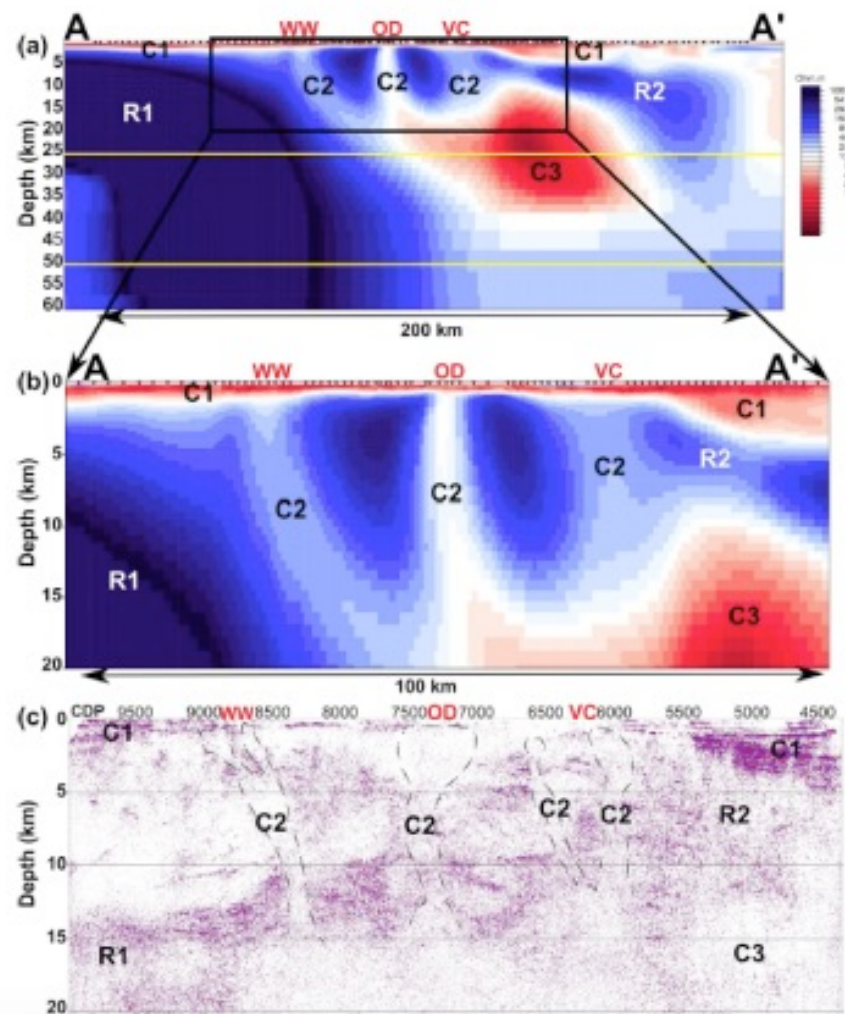 A A'
WW OD VC
(a) C1 C1
C2 C2 C2
R1 R2
C3
Ohm.m
0
5
10
15
20
25
30
35
40
45
50
55
60
Depth (km)
200 km
A A'
(b) WW OD VC
C1 C1
R2
C2 C2 C2
R1
C3
0
5
10
15
20
Depth (km)
100 km
(c) CDP 9500 9000 WW 8500 8000 7500 OD 7000 6500 VC 6000 5500 5000 4500
C1 C1
C2 C2 C2 C2 R2
R1 C3
0
5
10
15
20
Depth (km)